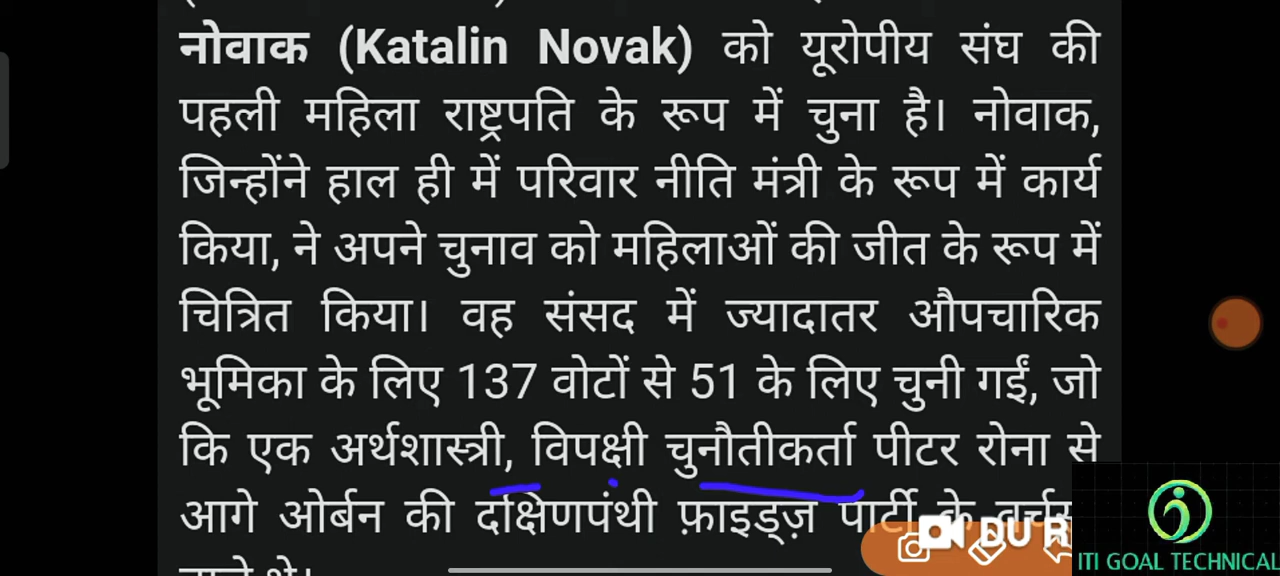 नोवाक (Katalin Novak) को यूरोपीय संघ की
पहली महिला राष्ट्रपति के रूप में चुना है। नोवाक,
जिन्होंने हाल ही में परिवार नीति मंत्री के रूप में कार्य
किया, ने अपने चुनाव को महिलाओं की जीत के रूप में
चित्रित किया। वह संसद में ज्यादातर औपचारिक
भूमिका के लिए 137 वोटों से 51 के लिए चुनी गईं, जो
कि एक अर्थशास्त्री, विपक्षी चुनौतीकर्ता पीटर रोना से
आगे ओर्बन की दक्षिणपंथी फ़ाइड्ज़ पार्टी के
DU R
ITI GOAL TECHNICAL